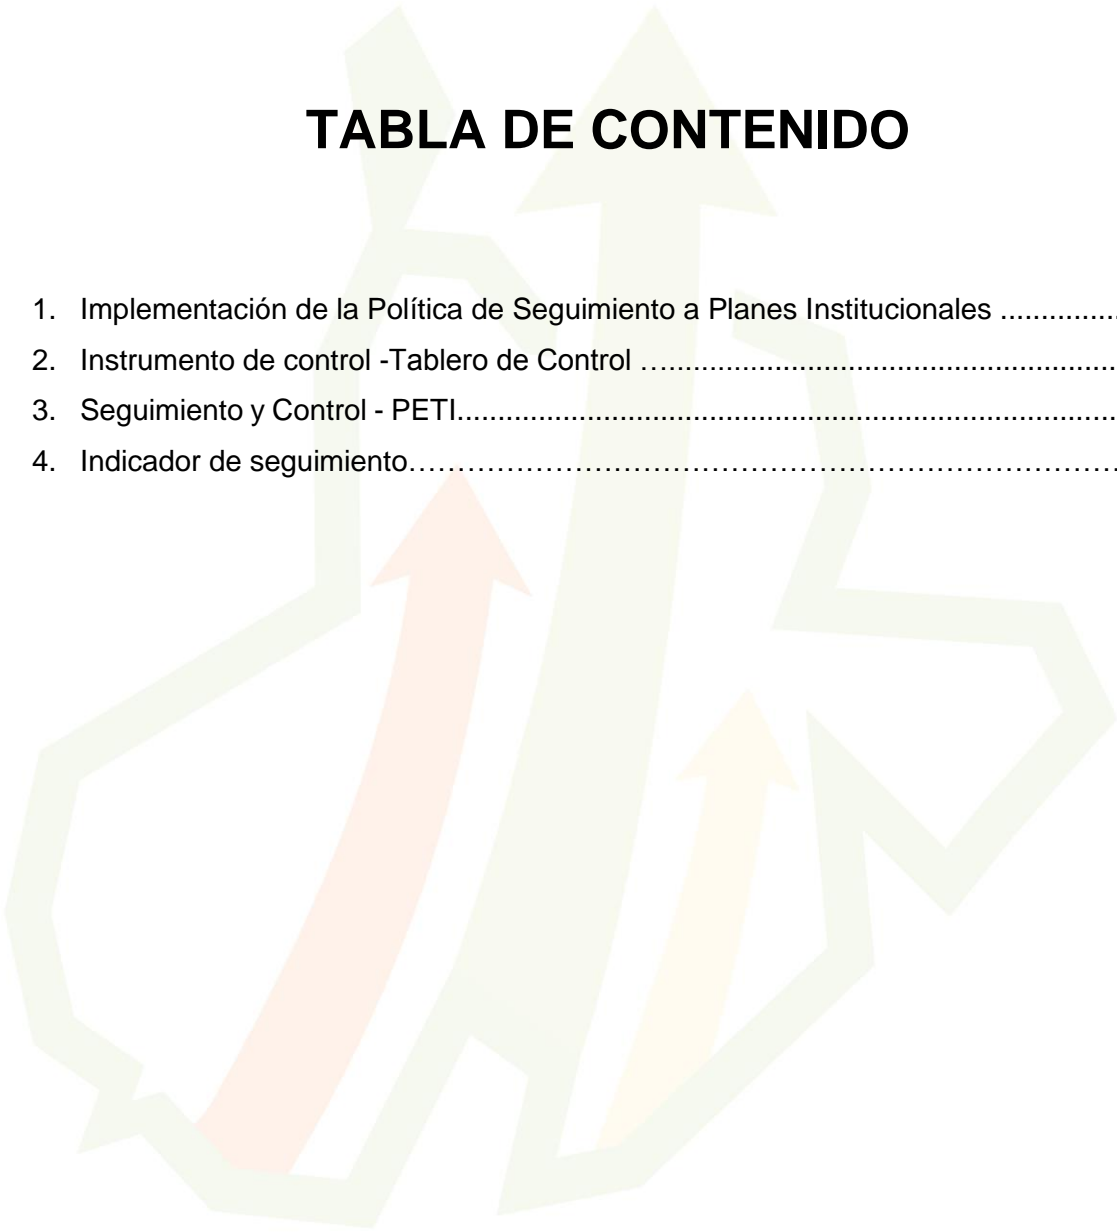 TABLA DE CONTENIDO
1. Implementación de la Política de Seguimiento a Planes Institucionales ..............
2. Instrumento de control -Tablero de Control ….........................................................
3. Seguimiento y Control - PETI.................................................................................
4. Indicador de seguimiento……………………………………………………………………